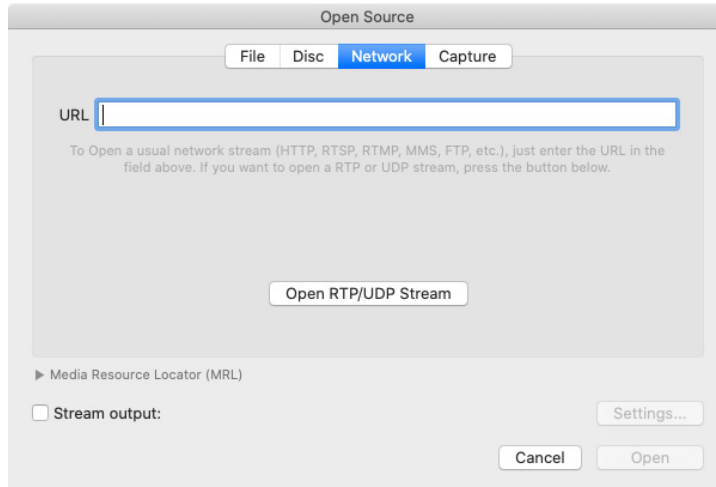 Open Source
File Disc Network Capture
URL
To Open a usual network stream (HTTP, RTSP, RTMP, MMS, FTP, etc.), just enter the URL in the
field above. If you want to open a RTP or UDP stream, press the button below.
Open RTP/UDP Stream
Media Resource Locator (MRL)
Stream output:
Settings...
Cancel Open